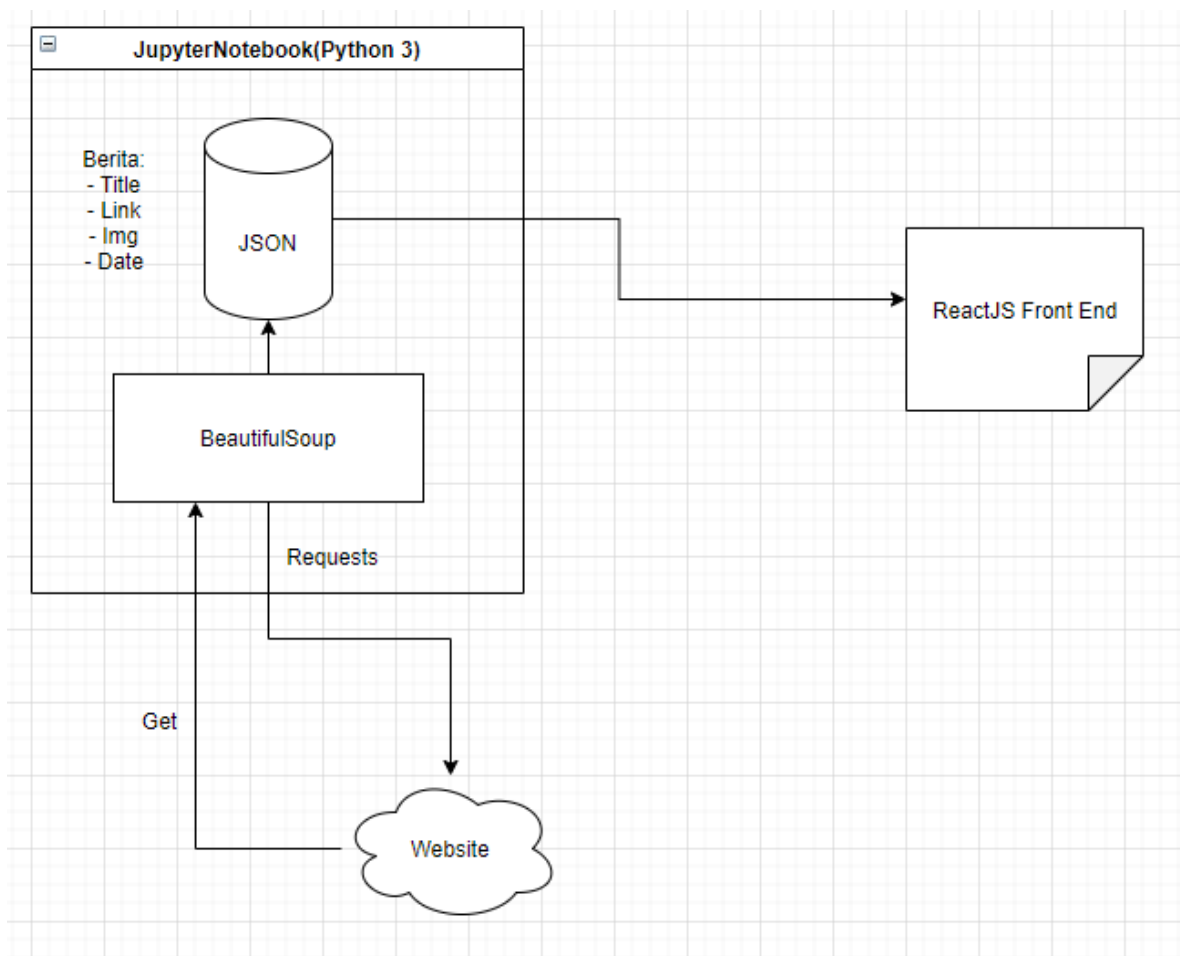 JupyterNotebook(Python 3)
Berita:
- Title
- Link
- Img
- Date
JSON
ReactJS Front End
BeautifulSoup
Requests
Get
Website